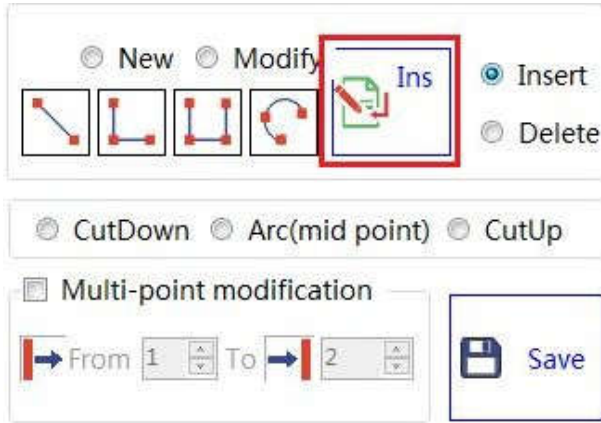 New Modify
Ins
Insert
Delete
CutDown Arc(mid point) CutUp
Multi-point modification
From 1 To 2
Save